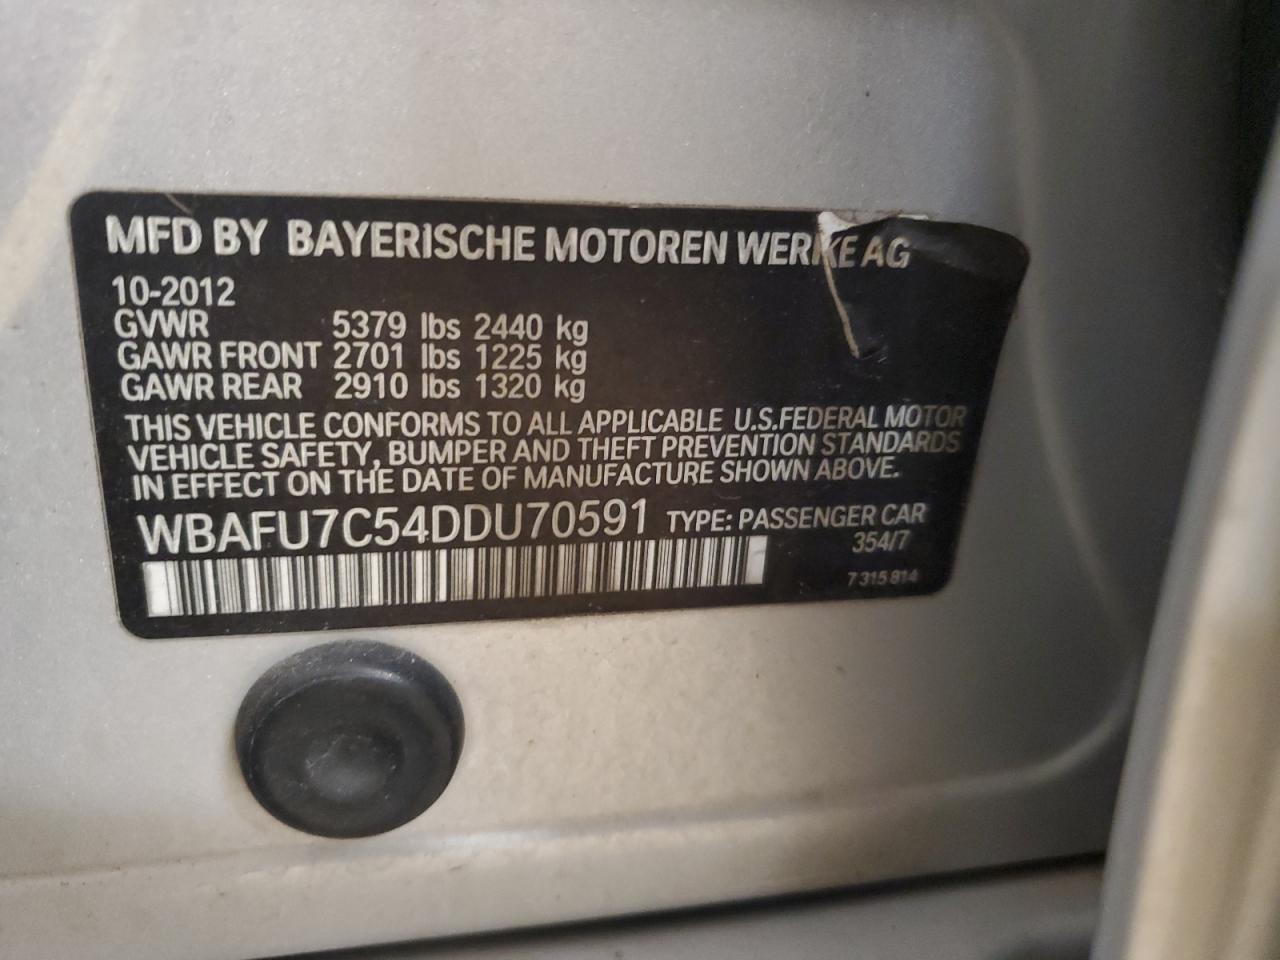 MFD BY BAYERISCHE MOTOREN WERKE AG
10-2012
GVWR 5379 lbs 2440 kg
GAWR FRONT 2701 lbs 1225 kg
GAWR REAR 2910 lbs 1320 kg
THIS VEHICLE CONFORMS TO ALL APPLICABLE U.S.FEDERAL MOTOR
VEHICLE SAFETY, BUMPER AND THEFT PREVENTION STANDARDS
IN EFFECT ON THE DATE OF MANUFACTURE SHOWN ABOVE.
WBAFU7C54DDU70591 TYPE: PASSENGER CAR
354/7
7 315 814